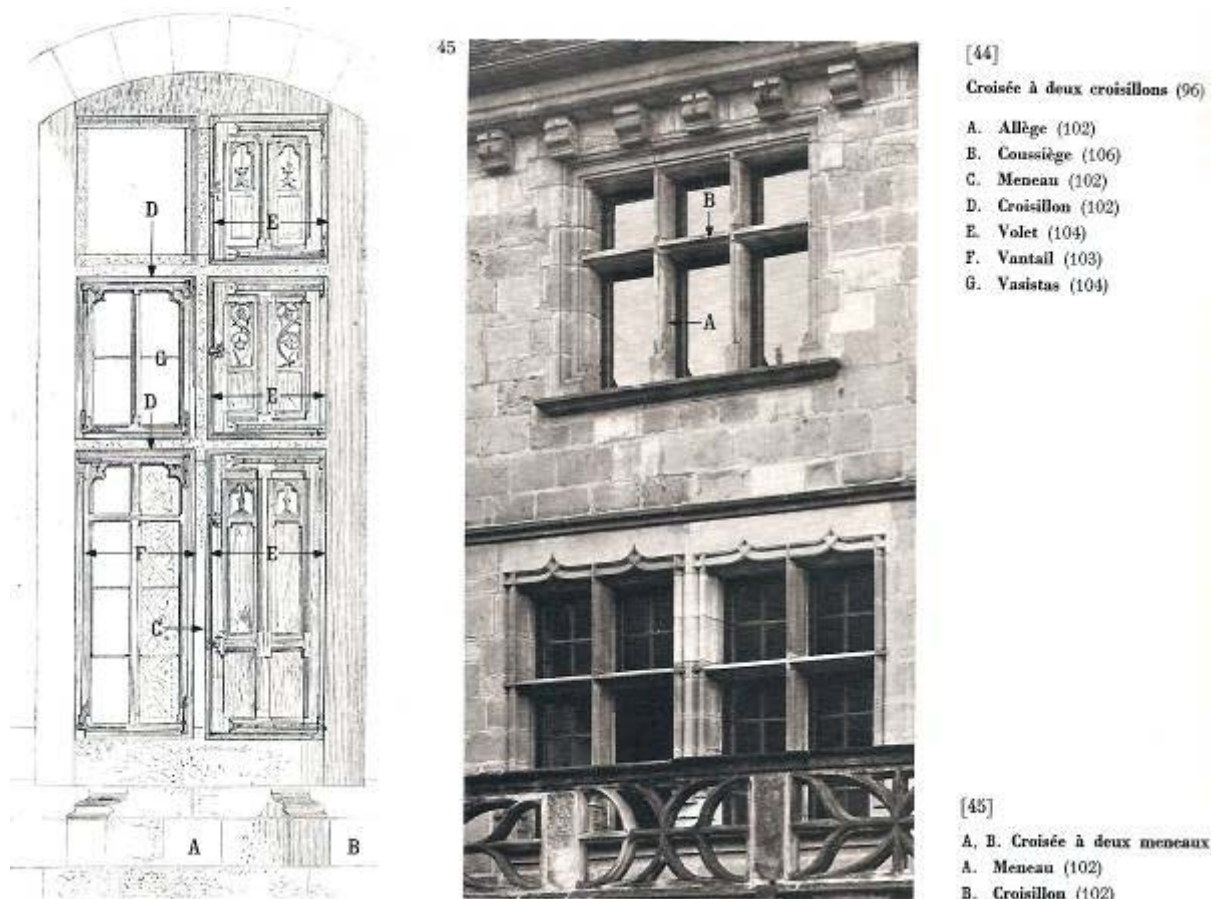 D
E
G
E
D
F
E
C
A
B
45
B
A
[44]
Croisée à deux croisillons (96)
A. Allège (102)
B. Coussiège (106)
C. Meneau (102)
D. Croisillon (102)
E. Volet (104)
F. Vantail (103)
G. Vasistas (104)
[45]
A, B. Croisée à deux meneaux
A. Meneau (102)
B. Croisillon (102)